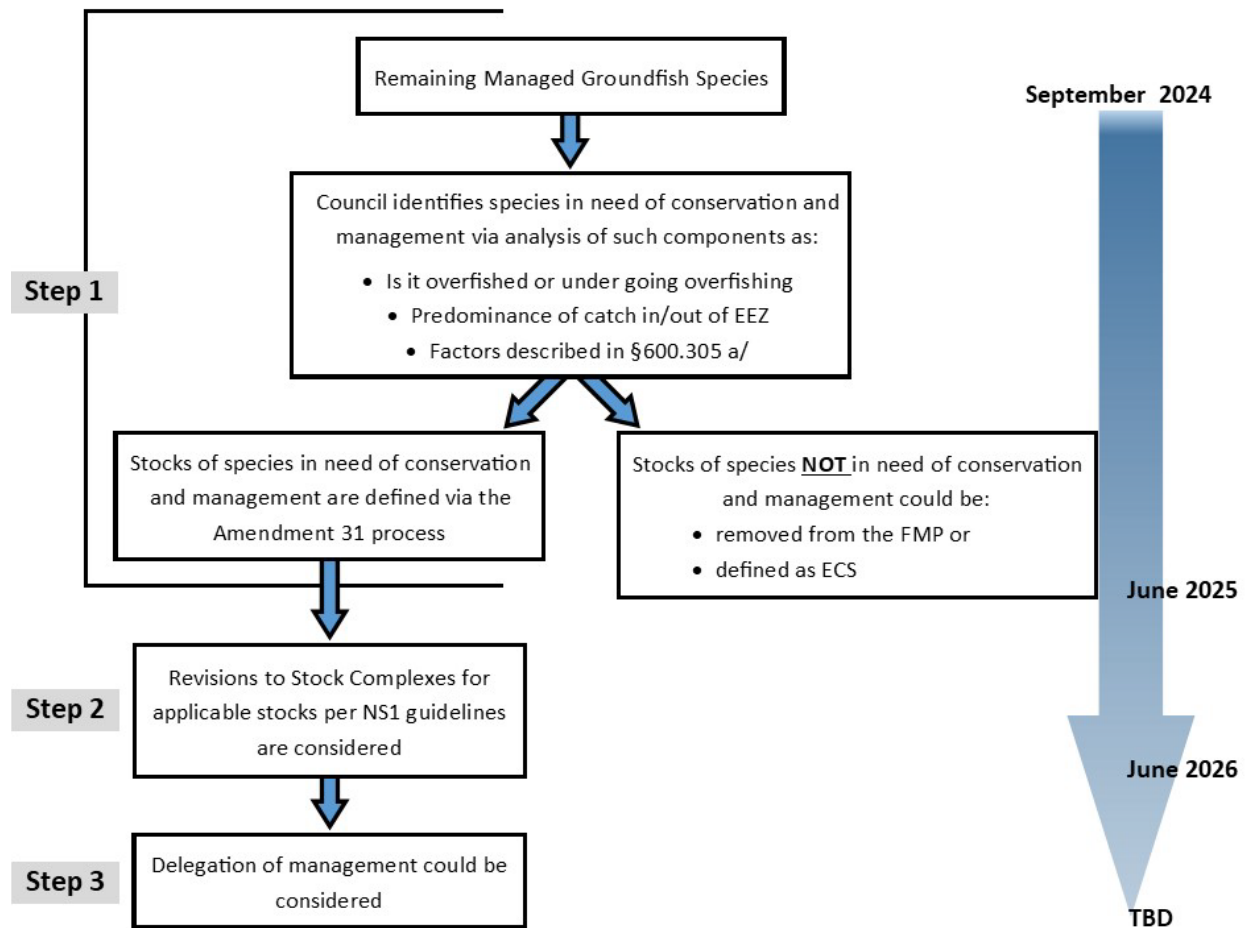 Remaining Managed Groundfish Species
September 2024
Council identifies species in need of conservation and
management via analysis of such components as:
• Is it overfished or under going overfishing
• Predominance of catch in/out of EEZ
• Factors described in §600.305 a/
Step 1
Stocks of species in need of conservation
and management are defined via the
Amendment 31 process
Stocks of species NOT in need of conservation
and management could be:
• removed from the FMP or
• defined as ECS
June 2025
Step 2
Revisions to Stock Complexes for
applicable stocks per NS1 guidelines
are considered
June 2026
Step 3
Delegation of management could be
considered
TBD